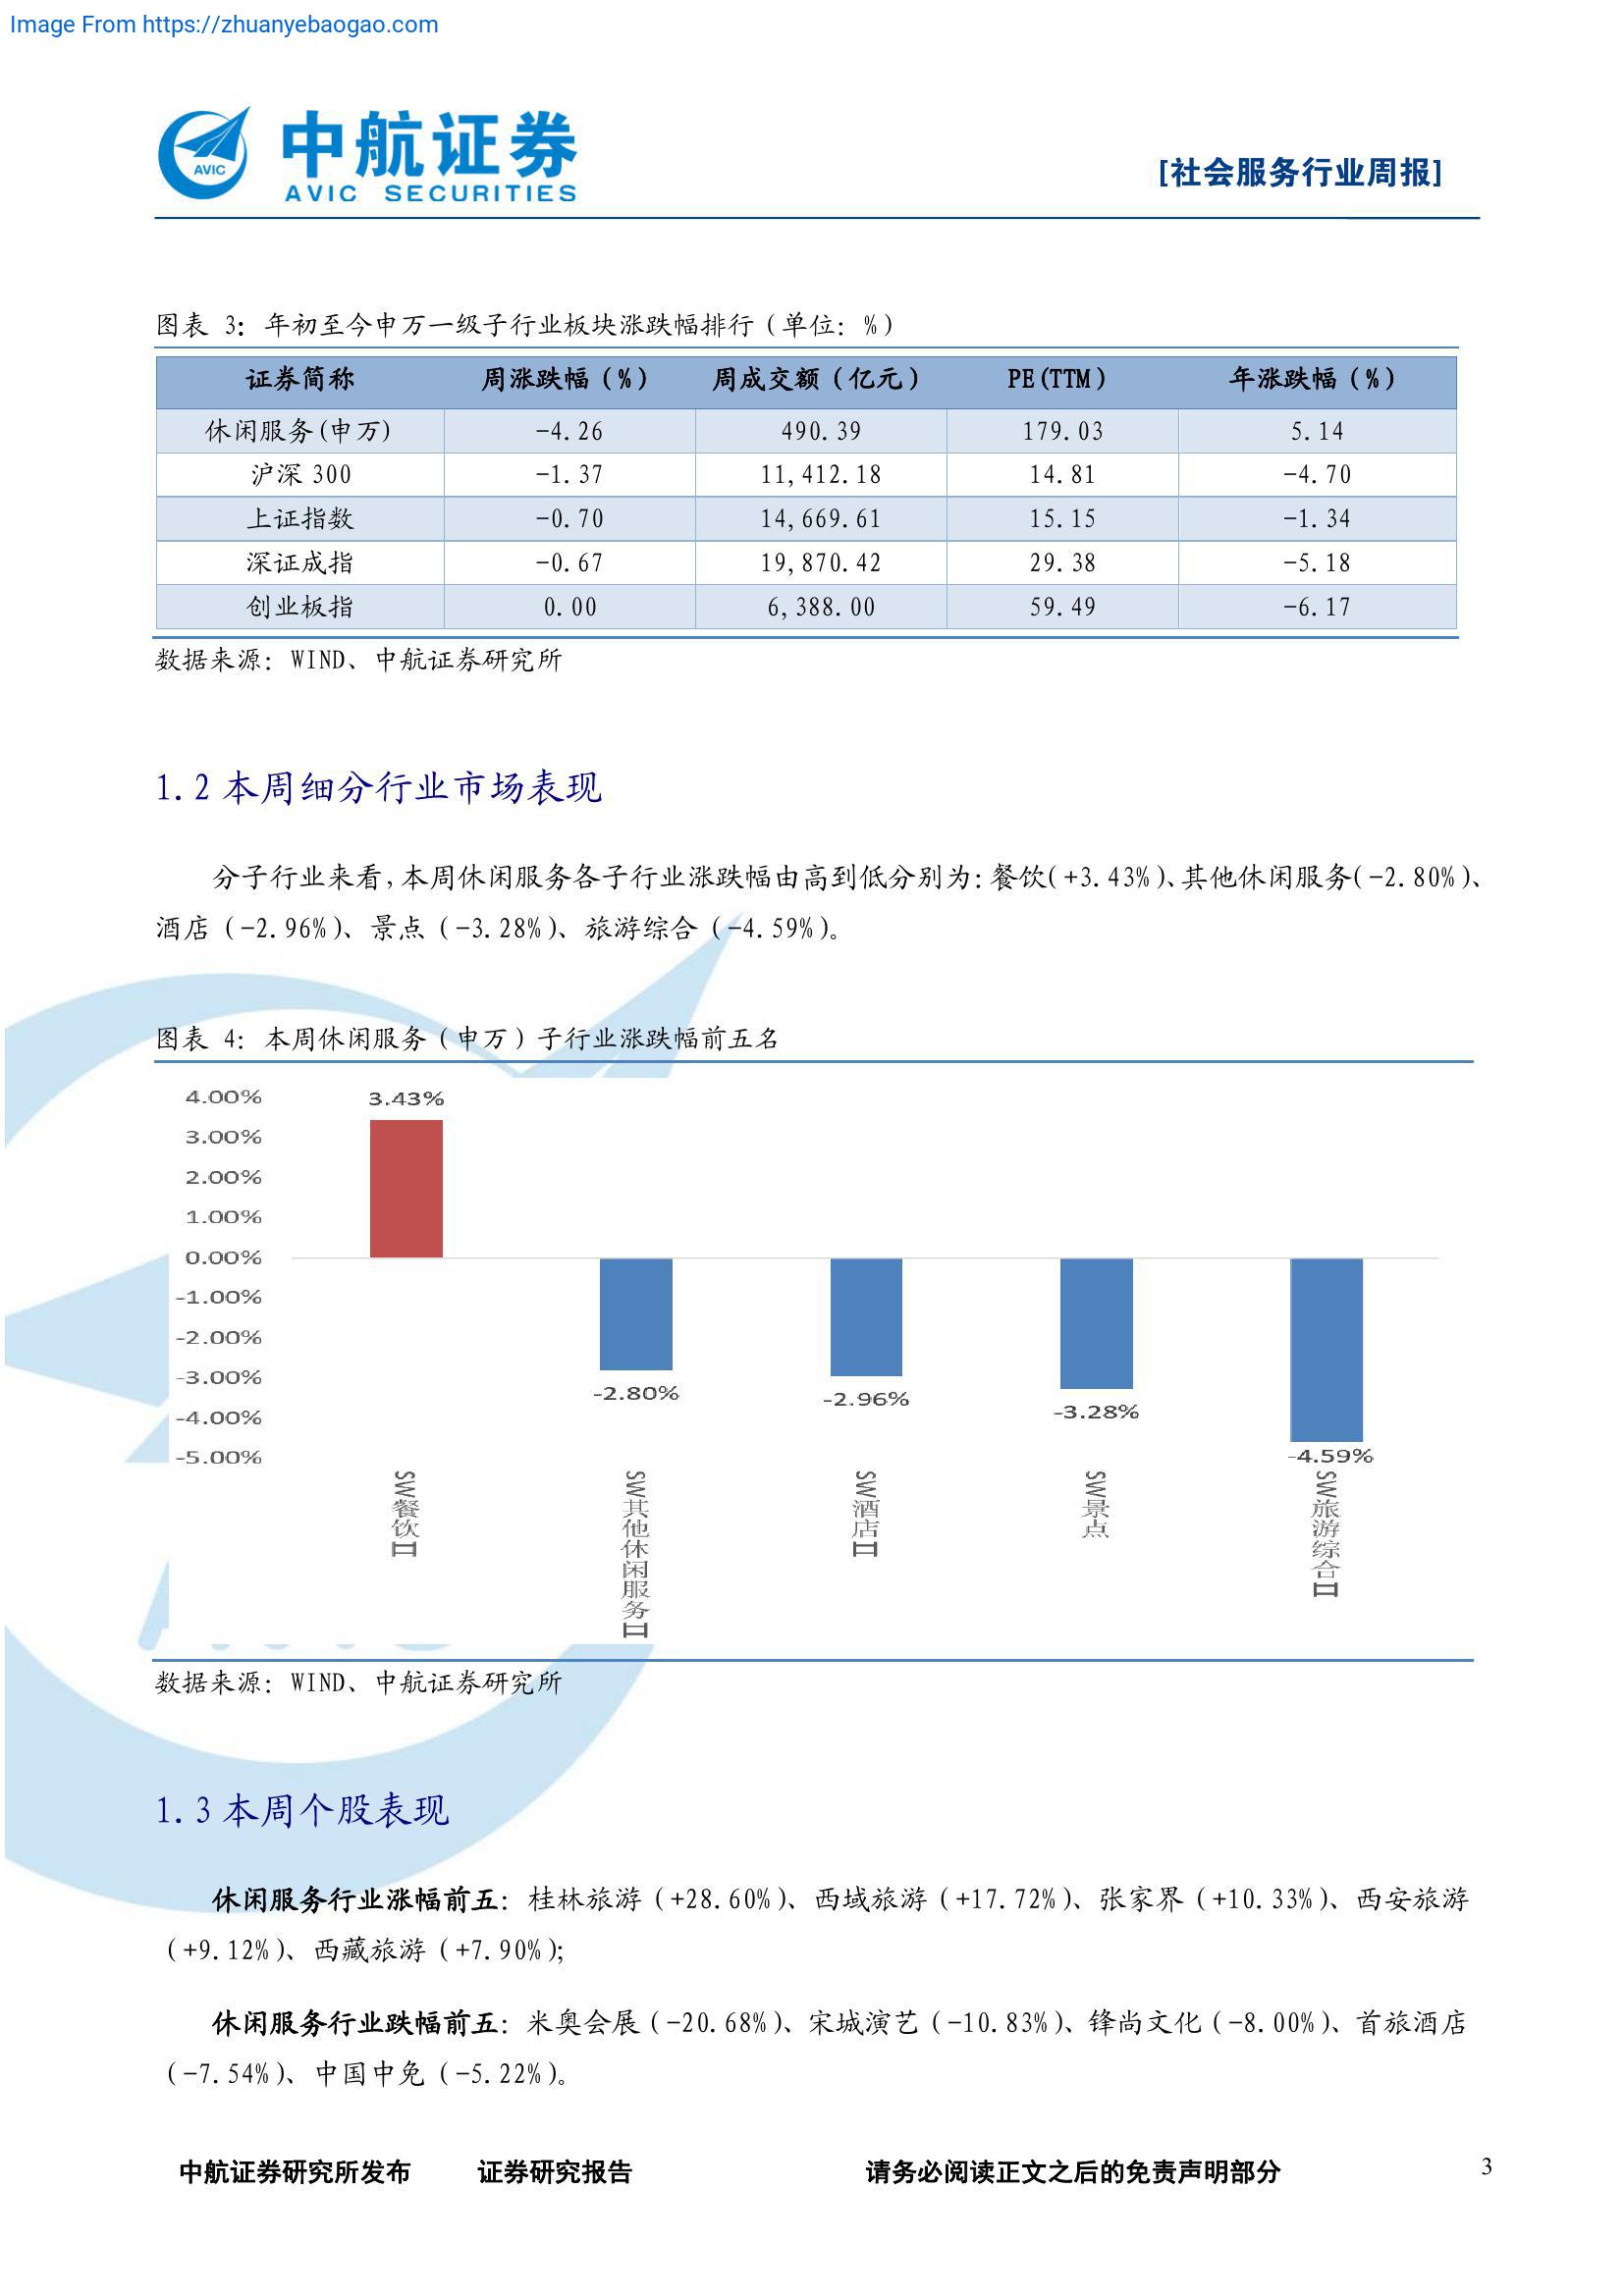 Image From https://zhuanyebaogao.com
AVIC
中航证券
AVIC SECURITIES
[社会服务行业周报]
图表 3：年初至今申万一级子行业板块涨跌幅排行（单位：%）
证券简称 周涨跌幅（%） 周成交额（亿元） PE(TTM) 年涨跌幅（%）
休闲服务(申万) -4.26 490.39 179.03 5.14
沪深 300 -1.37 11,412.18 14.81 -4.70
上证指数 -0.70 14,669.61 15.15 -1.34
深证成指 -0.67 19,870.42 29.38 -5.18
创业板指 0.00 6,388.00 59.49 -6.17
数据来源：WIND、中航证券研究所
1.2 本周细分行业市场表现
分子行业来看，本周休闲服务各子行业涨跌幅由高到低分别为：餐饮(+3.43%)、其他休闲服务(-2.80%)、
酒店（-2.96%）、景点（-3.28%）、旅游综合（-4.59%）。
图表 4：本周休闲服务（申万）子行业涨跌幅前五名
4.00%
3.00%
2.00%
1.00%
0.00%
-1.00%
-2.00%
-3.00%
-4.00%
-5.00%
3.43%
-2.80%
-2.96%
-3.28%
-4.59%
SW餐饮Ⅱ
SW其他休闲服务Ⅱ
SW酒店Ⅱ
SW景点
SW旅游综合Ⅱ
数据来源：WIND、中航证券研究所
1.3 本周个股表现
休闲服务行业涨幅前五：桂林旅游（+28.60%）、西域旅游（+17.72%）、张家界（+10.33%）、西安旅游
（+9.12%）、西藏旅游（+7.90%）；
休闲服务行业跌幅前五：米奥会展（-20.68%）、宋城演艺（-10.83%）、锋尚文化（-8.00%）、首旅酒店
（-7.54%）、中国中免（-5.22%）。
中航证券研究所发布 证券研究报告 请务必阅读正文之后的免责声明部分 3